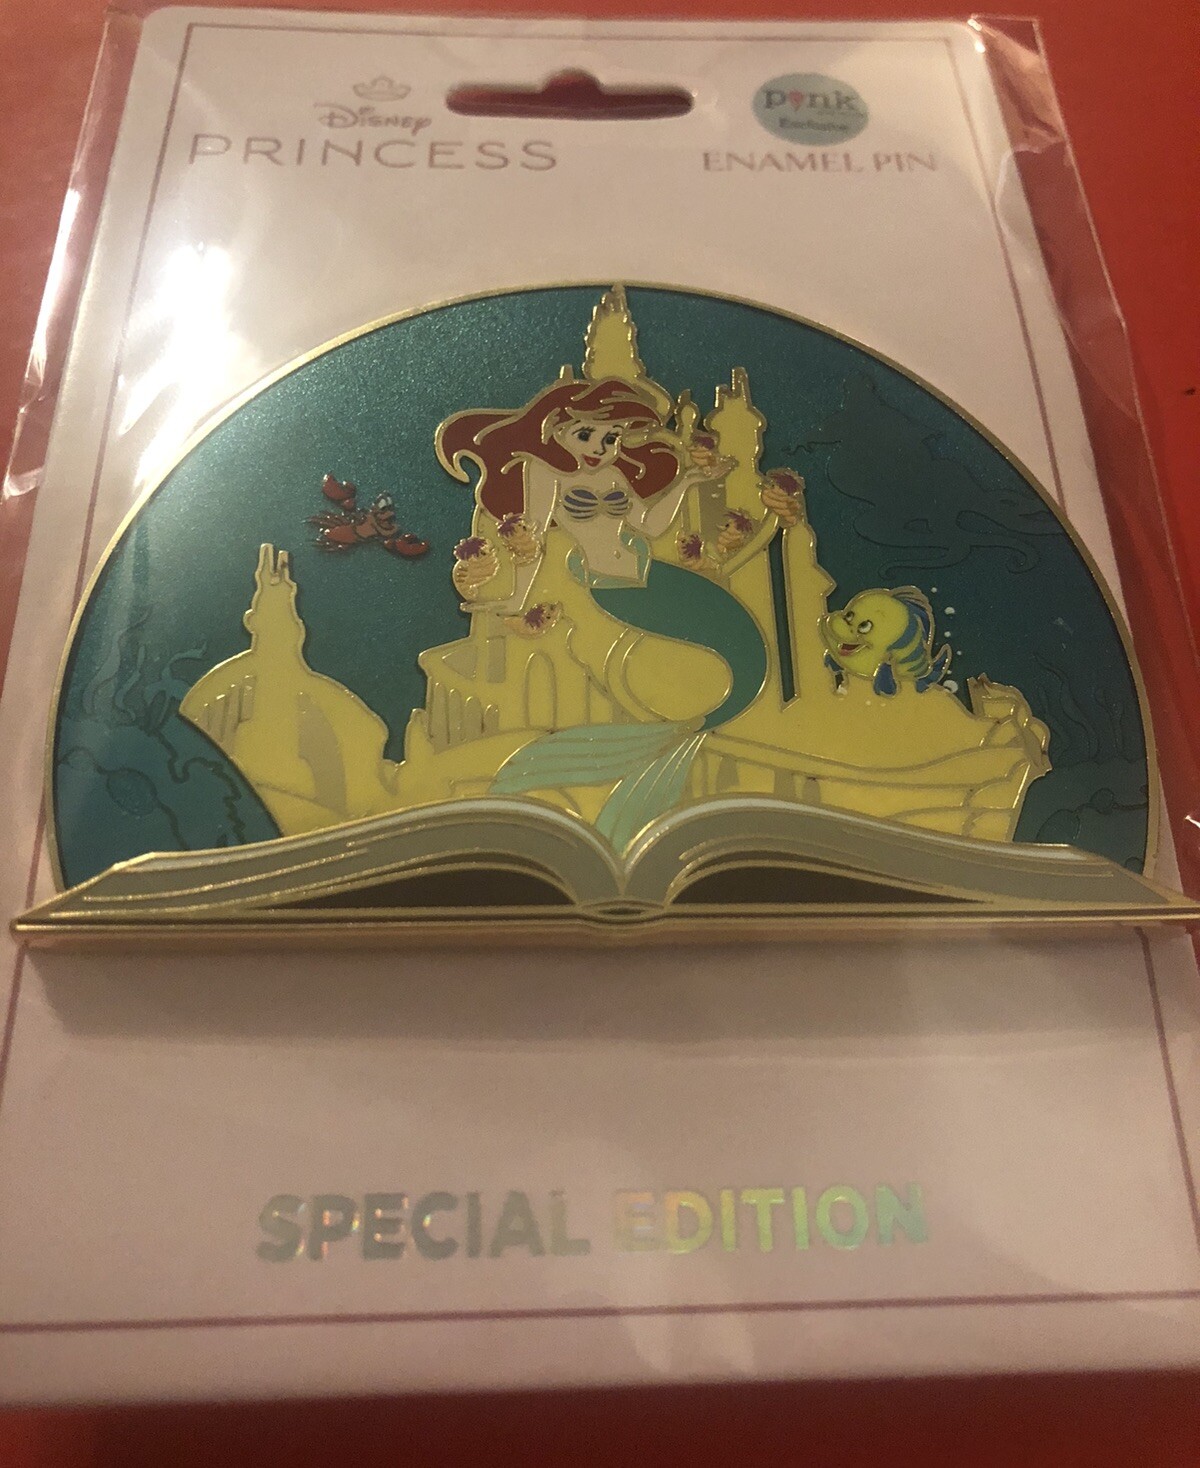 Disney
PRINCESS
pink
Exclusive
ENAMEL PIN
SPECIAL EDITION